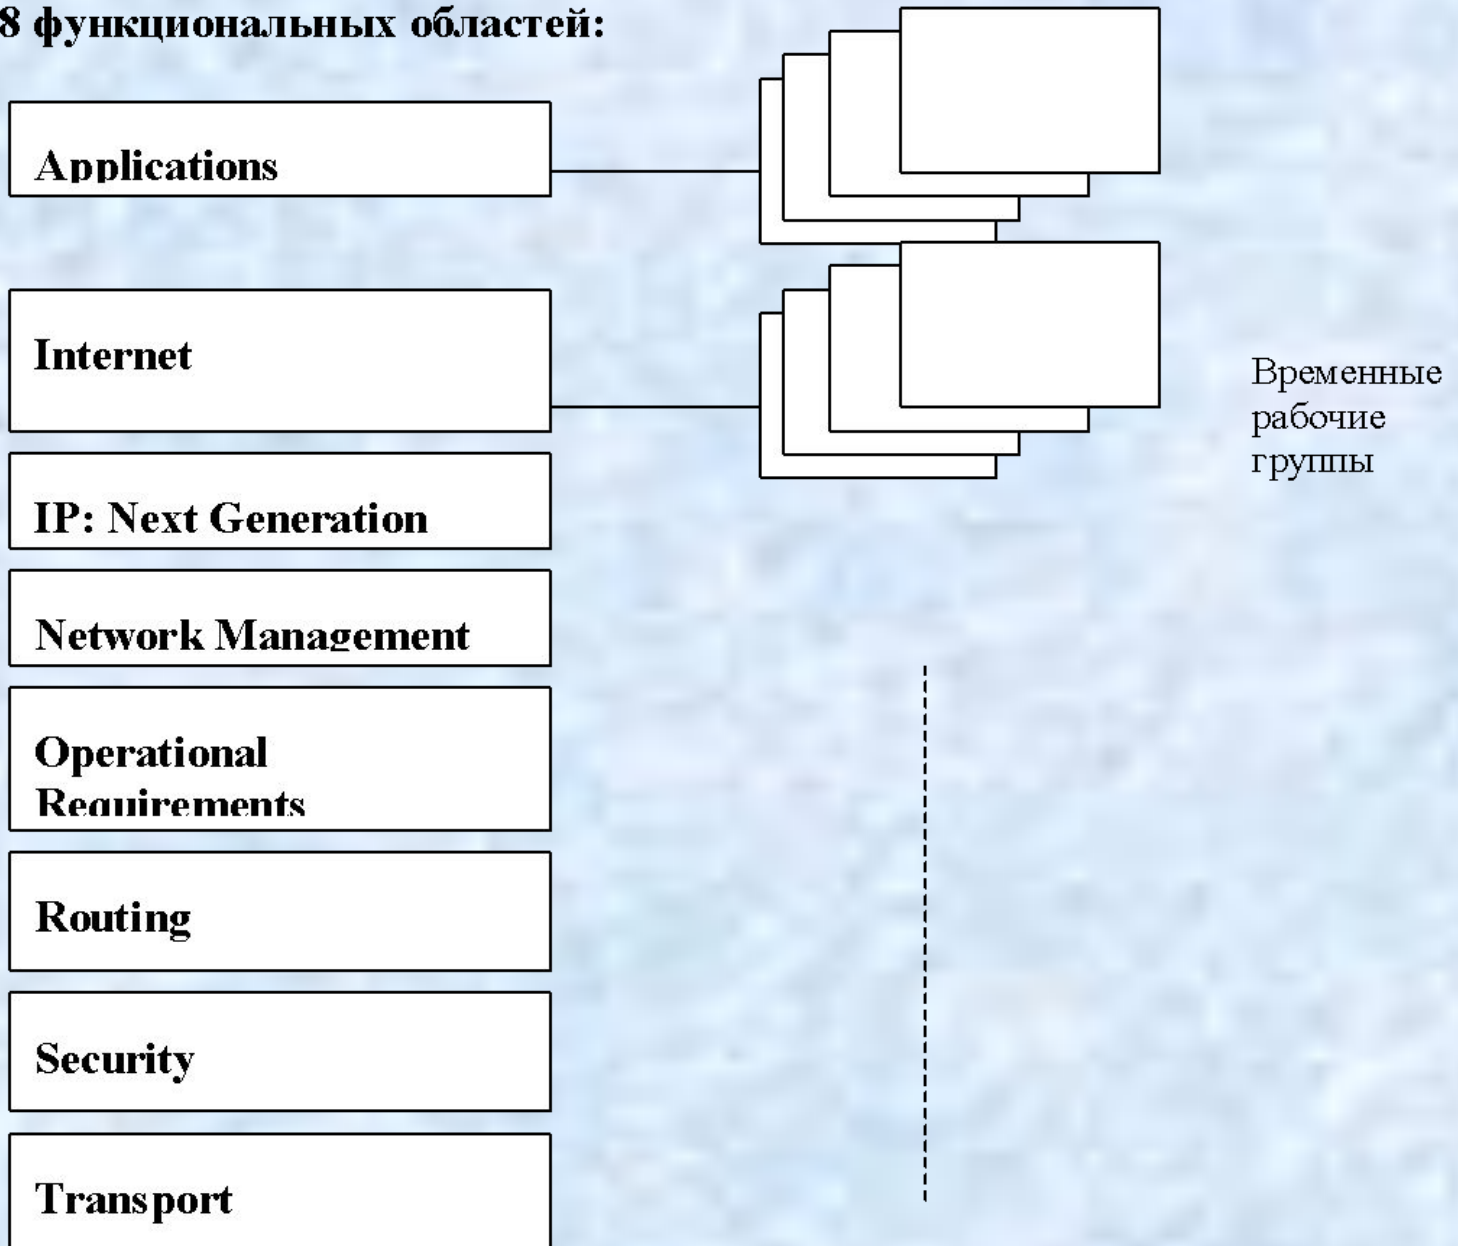 8 функциональных областей:
Applications
Internet
Временные
рабочие
группы
IP: Next Generation
Network Management
Operational
Requirements
Routing
Security
Transport